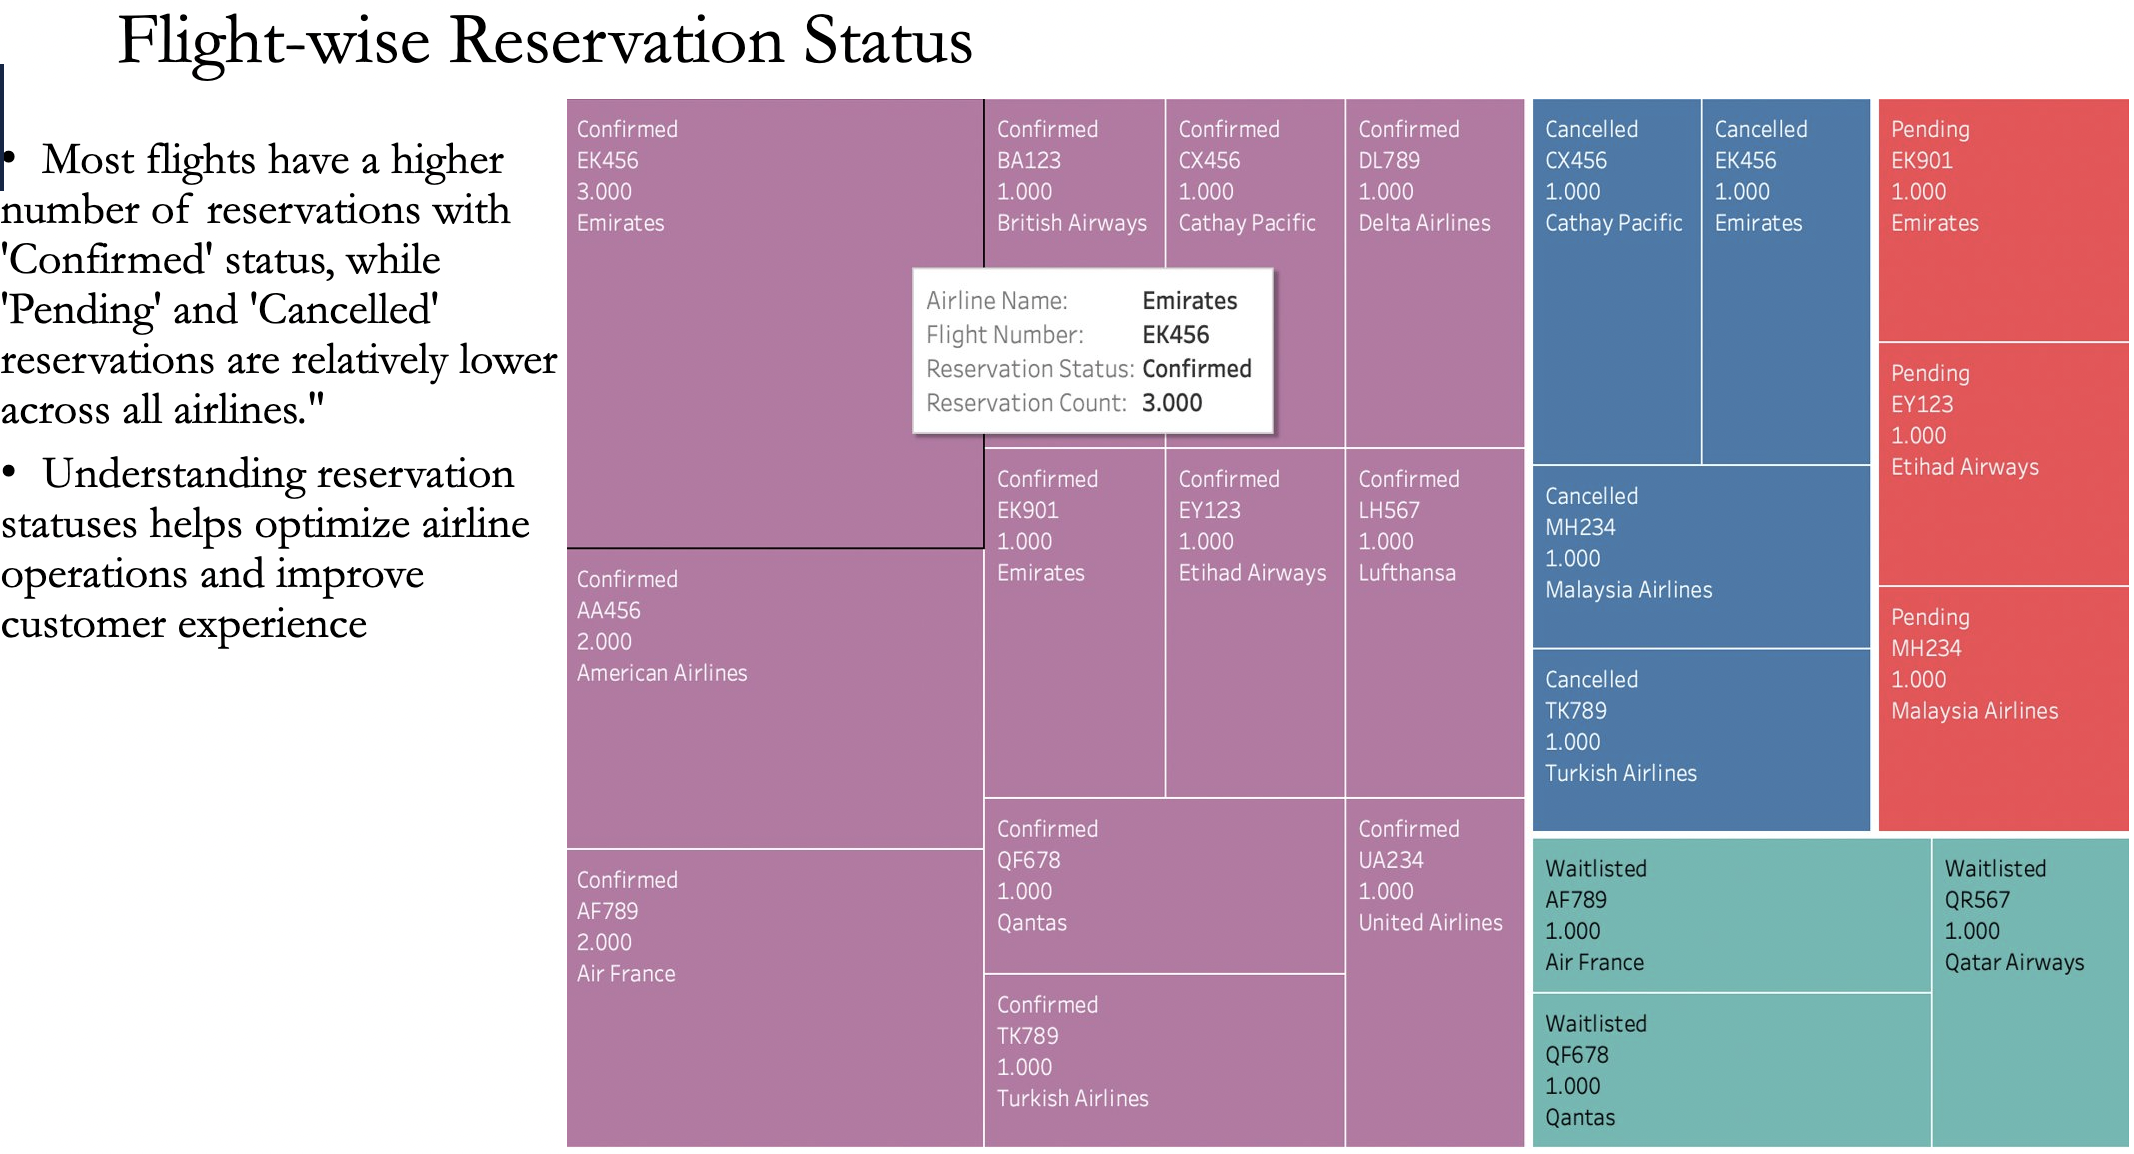 Flight-wise Reservation Status
• Most flights have a higher
number of reservations with
'Confirmed' status, while
'Pending' and 'Cancelled'
reservations are relatively lower
across all airlines."
• Understanding reservation
statuses helps optimize airline
operations and improve
customer experience
Confirmed
EK456
3.000
Emirates
Confirmed
AA456
2.000
American Airlines
Confirmed
AF789
2.000
Air France
Confirmed
BA123
1.000
British Airways
Confirmed
CX456
1.000
Cathay Pacific
Confirmed
DL789
1.000
Delta Airlines
Airline Name: Emirates
Flight Number: EK456
Reservation Status: Confirmed
Reservation Count: 3.000
Confirmed
EK901
1.000
Emirates
Confirmed
EY123
1.000
Etihad Airways
Confirmed
LH567
1.000
Lufthansa
Confirmed
QF678
1.000
Qantas
Confirmed
UA234
1.000
United Airlines
Confirmed
TK789
1.000
Turkish Airlines
Cancelled
CX456
1.000
Cathay Pacific
Cancelled
EK456
1.000
Emirates
Cancelled
MH234
1.000
Malaysia Airlines
Cancelled
TK789
1.000
Turkish Airlines
Pending
EK901
1.000
Emirates
Pending
EY123
1.000
Etihad Airways
Pending
MH234
1.000
Malaysia Airlines
Waitlisted
AF789
1.000
Air France
Waitlisted
QF678
1.000
Qantas
Waitlisted
QR567
1.000
Qatar Airways